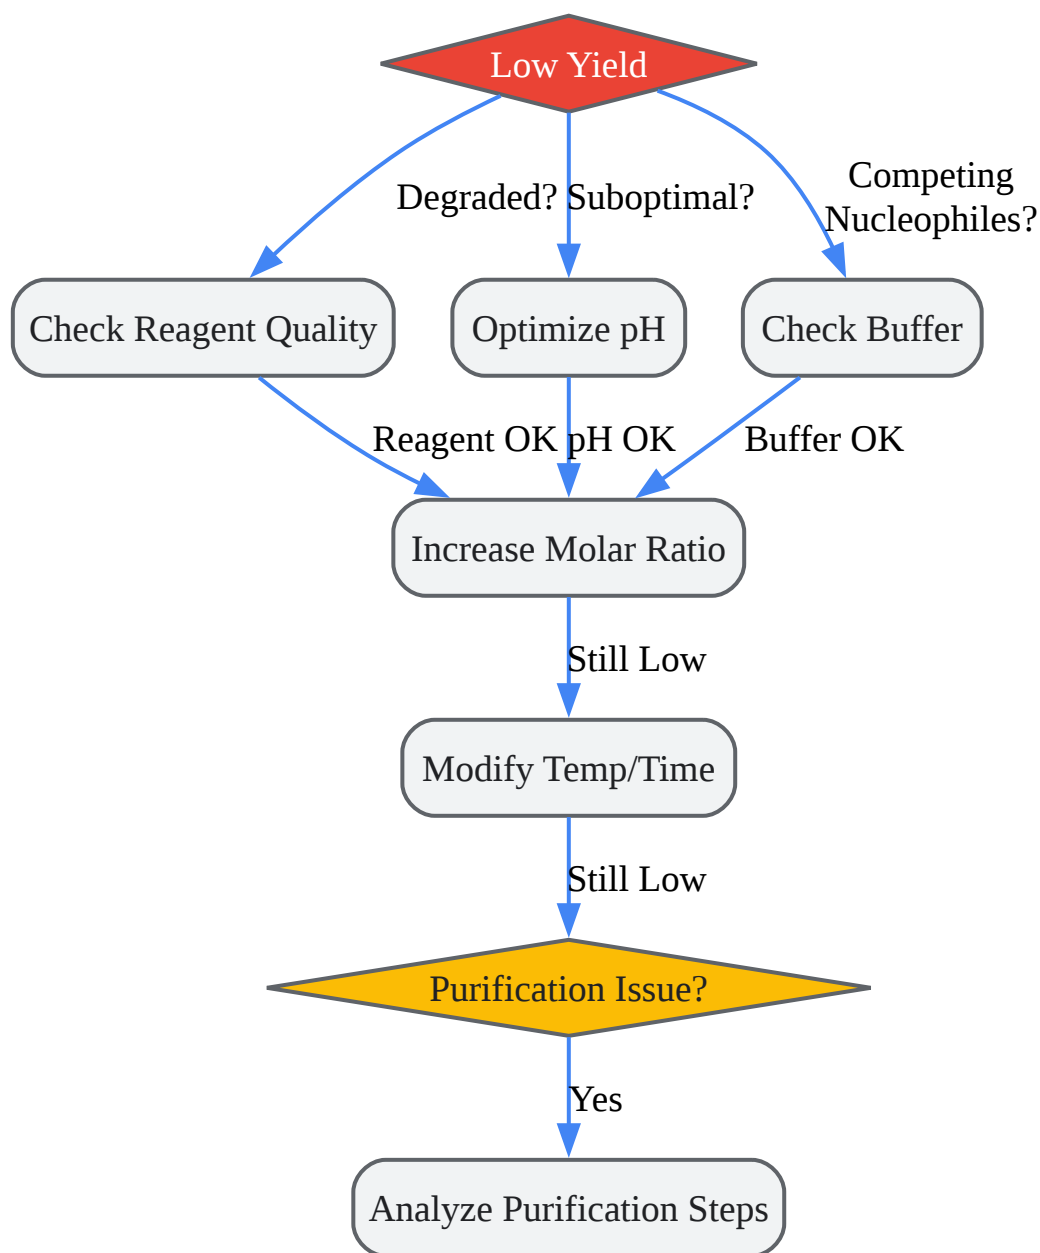 Low Yield
Degraded?
Suboptimal?
Competing
Nucleophiles?
Check Reagent Quality
Optimize pH
Check Buffer
Reagent OK
pH OK
Buffer OK
Increase Molar Ratio
Still Low
Modify Temp/Time
Still Low
Purification Issue?
Yes
Analyze Purification Steps